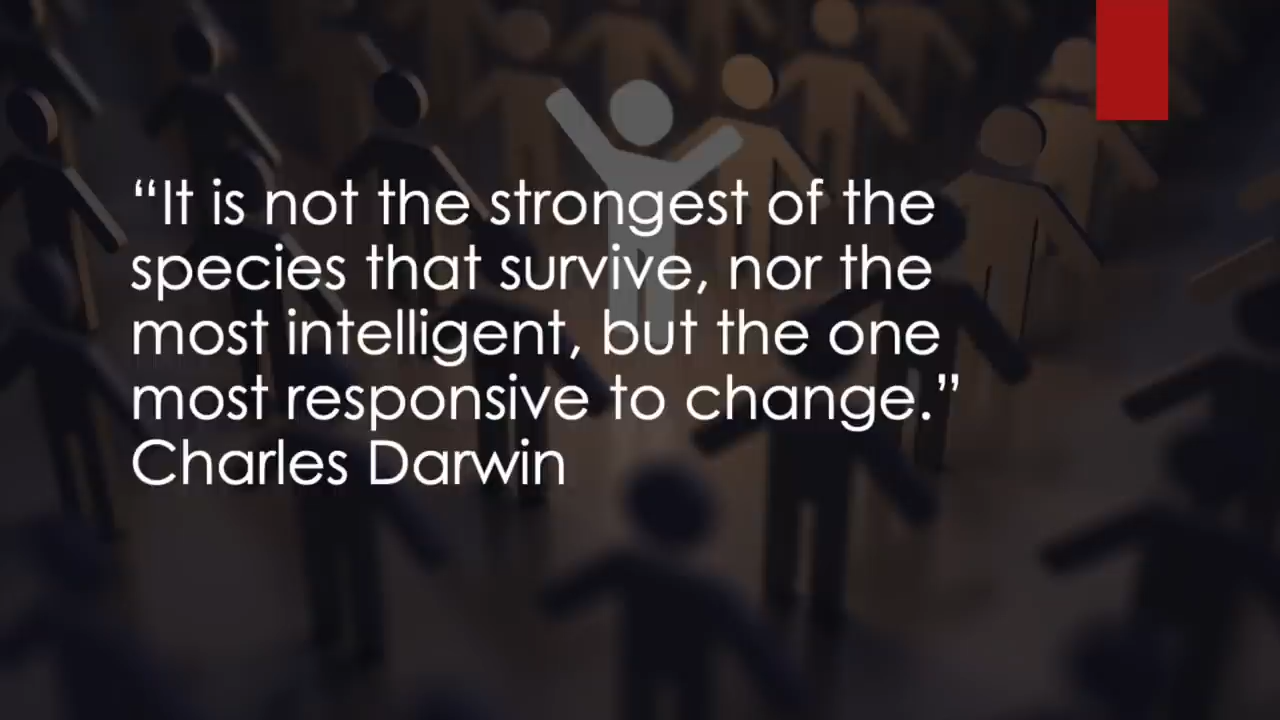 “It is not the strongest of the
species that survive, nor the
most intelligent, but the one
most responsive to change.”
Charles Darwin